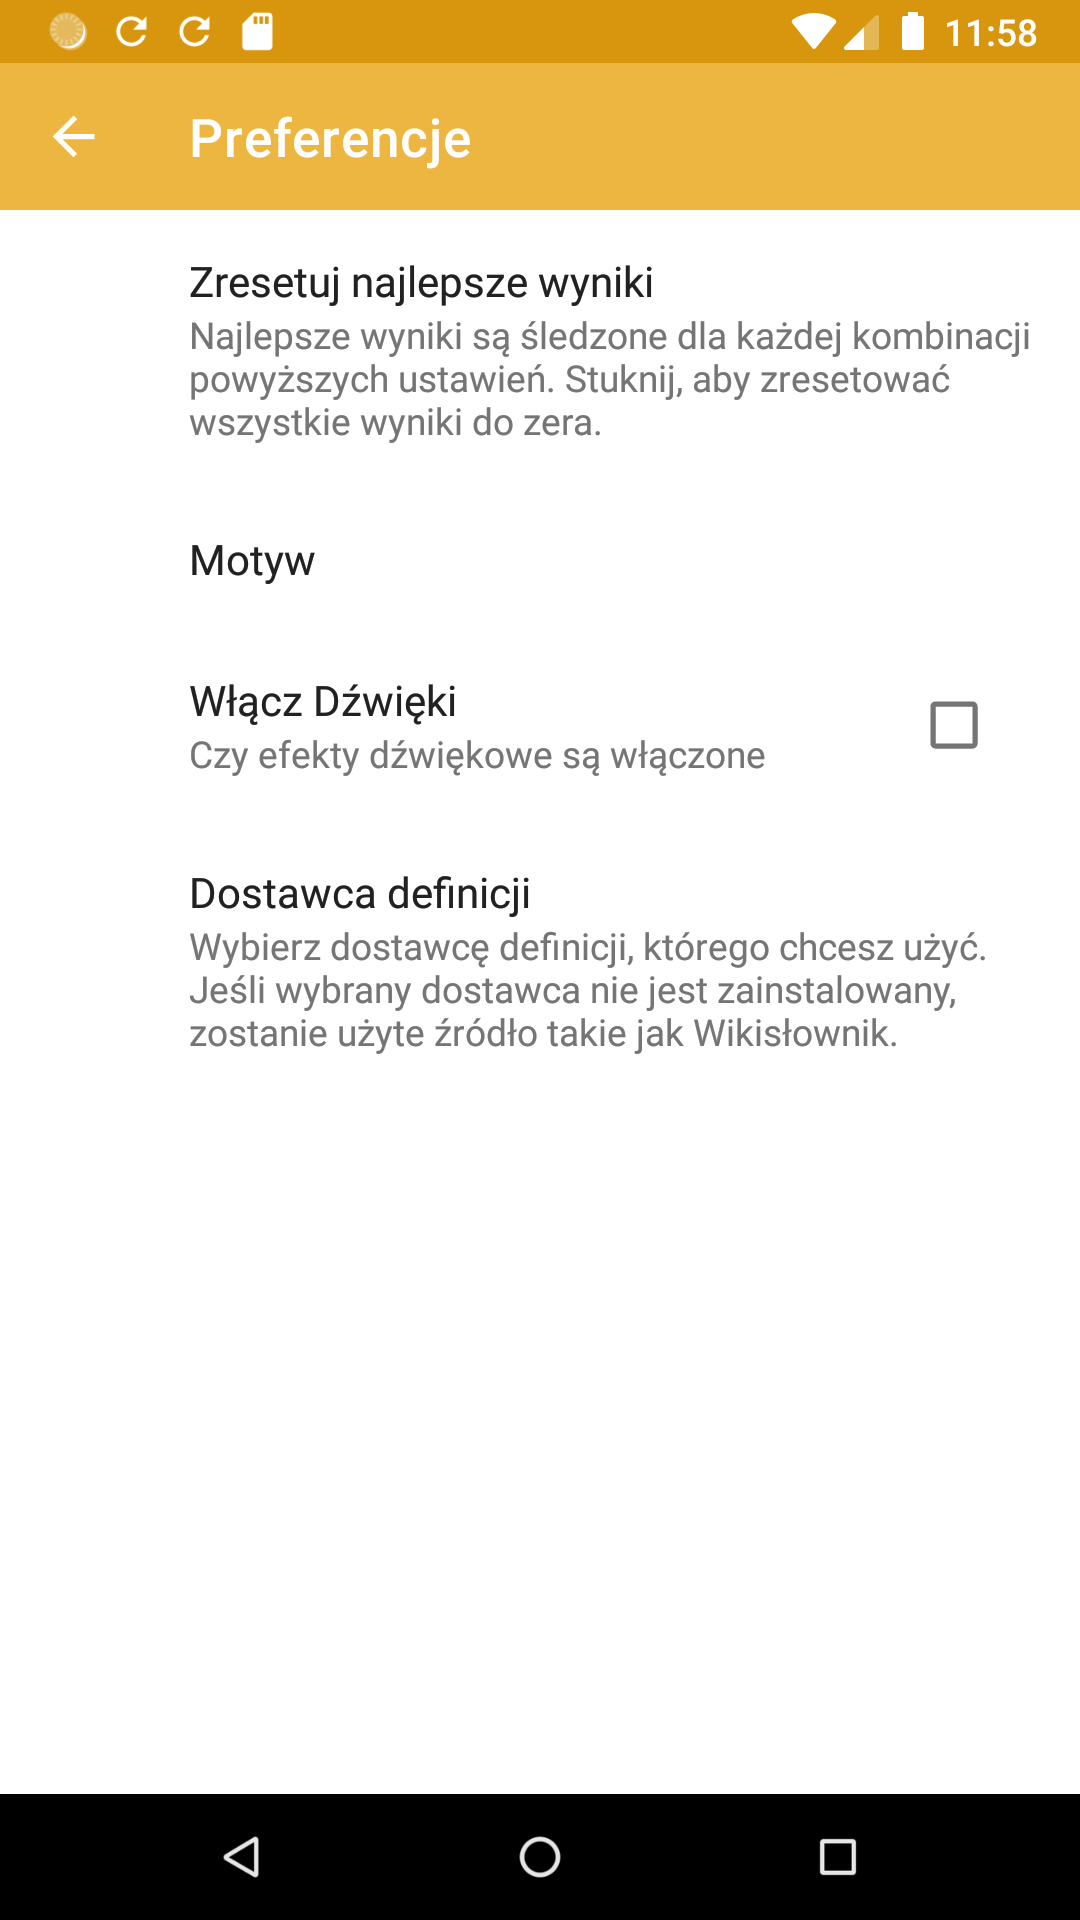 11:58
Preferencje
Zresetuj najlepsze wyniki
Najlepsze wyniki są śledzone dla każdej kombinacji
powyższych ustawień. Stuknij, aby zresetować
wszystkie wyniki do zera.
Motyw
Włącz Dźwięki
Czy efekty dźwiękowe są włączone
Dostawca definicji
Wybierz dostawcę definicji, którego chcesz użyć.
Jeśli wybrany dostawca nie jest zainstalowany,
zostanie użyte źródło takie jak Wikisłownik.